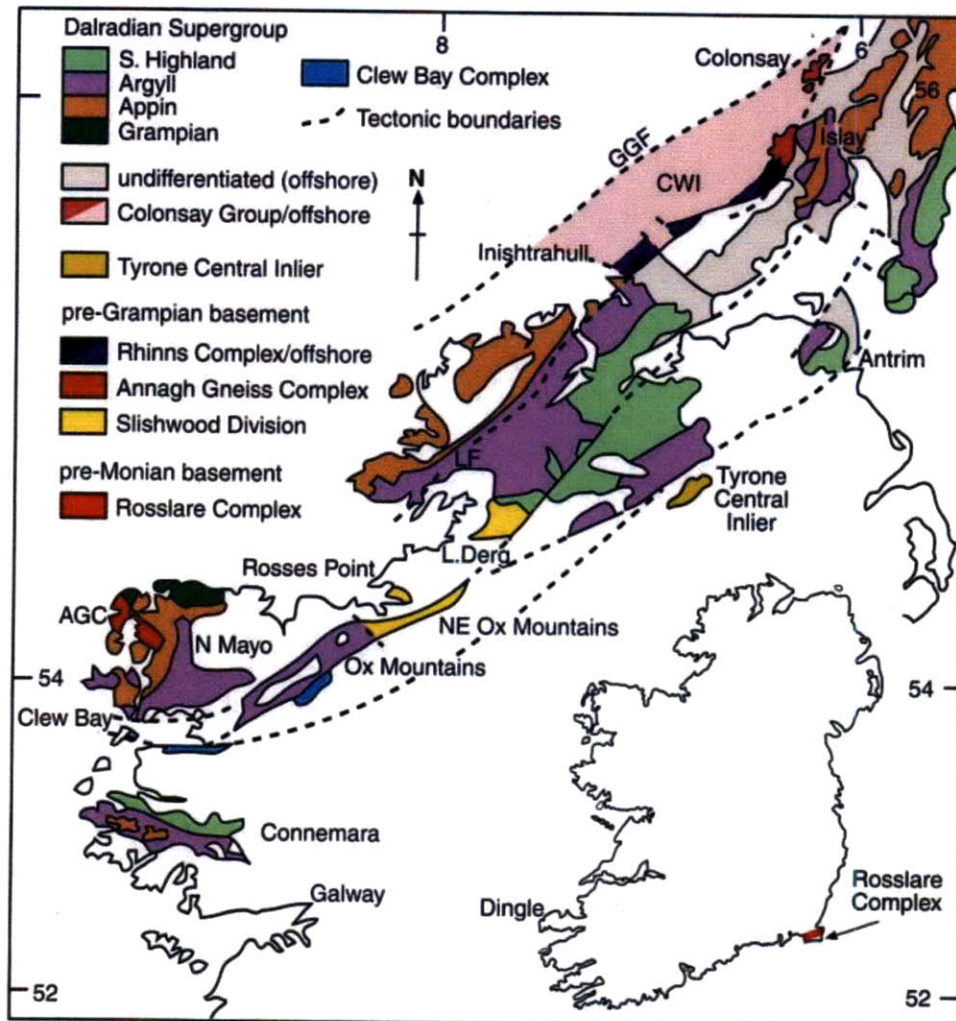 Dalradian Supergroup
S. Highland
Argyll
Appin
Grampian
Clew Bay Complex
Tectonic boundaries
undifferentiated (offshore)
Colonsay Group/offshore
Tyrone Central Inlier
pre-Grampian basement
Rhinns Complex/offshore
Annagh Gneiss Complex
Slishwood Division
pre-Monian basement
Rosslare Complex
N
8
6
Colonsay
56
GGF
Islay
CWI
Inishtrahull
Antrim
LF
Tyrone
Central
Inlier
L.Derg
Rosses Point
AGC
NE Ox Mountains
N Mayo
Ox Mountains
54
54
Clew Bay
Connemara
Galway
Dingle
Rosslare
Complex
52
52